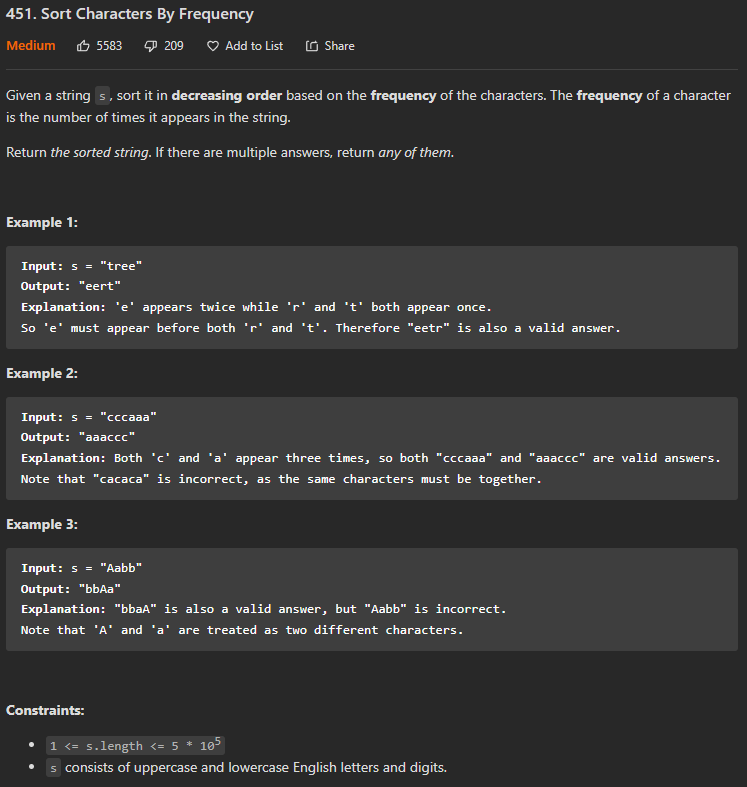 451. Sort Characters By Frequency
Medium 5583 209 Add to List Share
Given a string s, sort it in decreasing order based on the frequency of the characters. The frequency of a character
is the number of times it appears in the string.
Return the sorted string. If there are multiple answers, return any of them.
Example 1:
Input: s = "tree"
Output: "eert"
Explanation: 'e' appears twice while 'r' and 't' both appear once.
So 'e' must appear before both 'r' and 't'. Therefore "eetr" is also a valid answer.
Example 2:
Input: s = "cccaaa"
Output: "aaaccc"
Explanation: Both 'c' and 'a' appear three times, so both "cccaaa" and "aaaccc" are valid answers.
Note that "cacaca" is incorrect, as the same characters must be together.
Example 3:
Input: s = "Aabb"
Output: "bbAa"
Explanation: "bbaA" is also a valid answer, but "Aabb" is incorrect.
Note that 'A' and 'a' are treated as two different characters.
Constraints:
• 1 <= s.length <= 5 * 10⁵
• s consists of uppercase and lowercase English letters and digits.